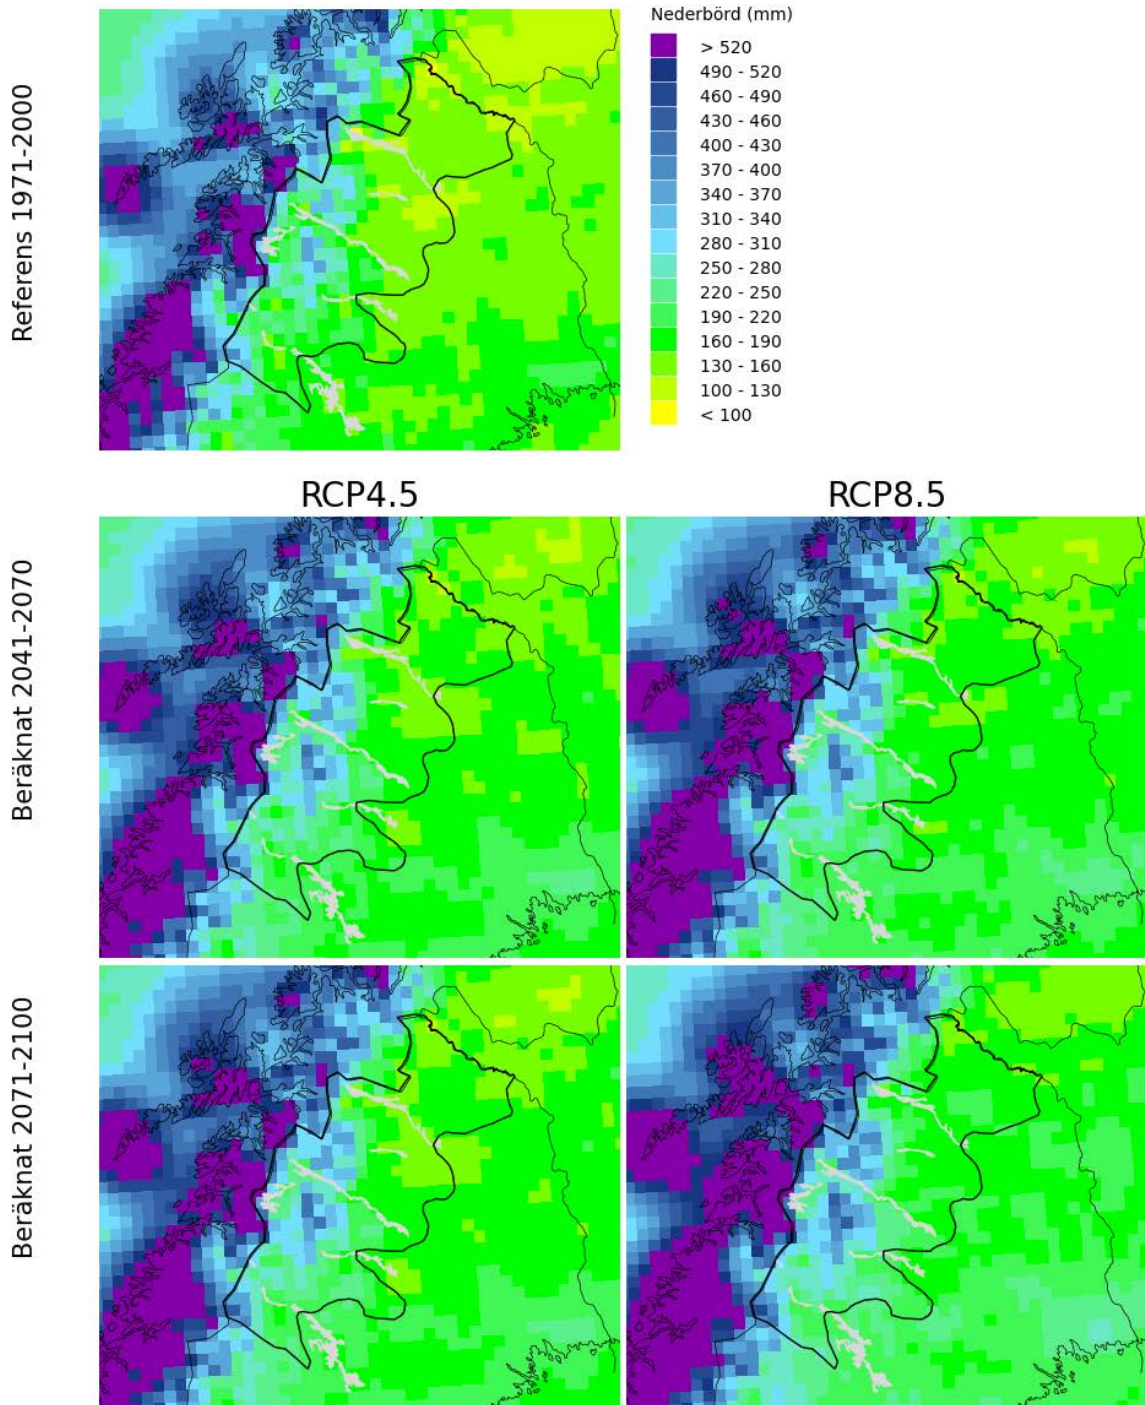 Nederbörd (mm)
> 520
490 - 520
460 - 490
430 - 460
400 - 430
370 - 400
340 - 370
310 - 340
280 - 310
250 - 280
220 - 250
190 - 220
160 - 190
130 - 160
100 - 130
< 100
Referens 1971-2000
RCP4.5
RCP8.5
Beräknat 2041-2070
Beräknat 2071-2100